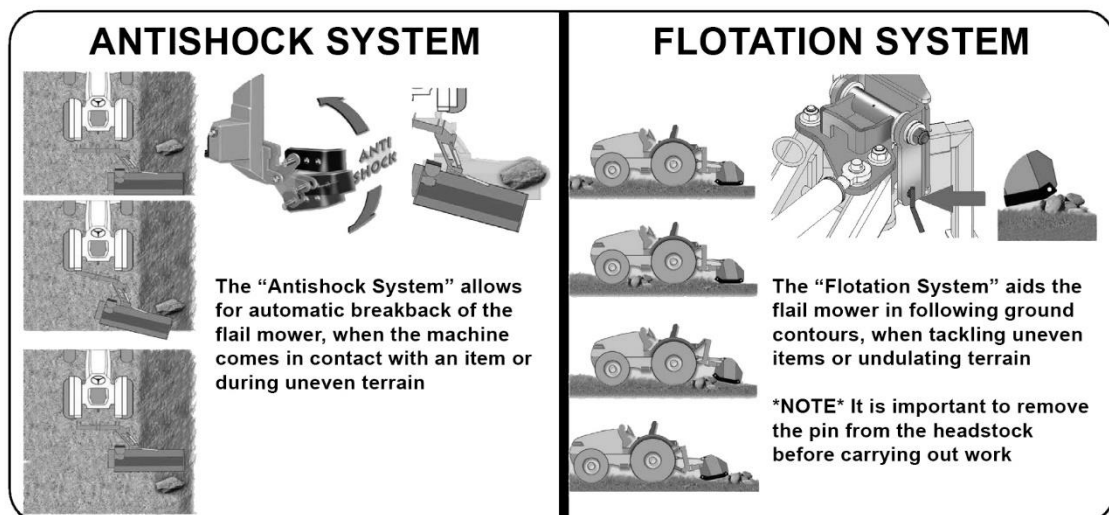 ANTISHOCK SYSTEM
ANTI
SHOCK
The “Antishock System” allows
for automatic breakback of the
flail mower, when the machine
comes in contact with an item or
during uneven terrain
FLOTATION SYSTEM
The “Flotation System” aids the
flail mower in following ground
contours, when tackling uneven
items or undulating terrain
*NOTE* It is important to remove
the pin from the headstock
before carrying out work